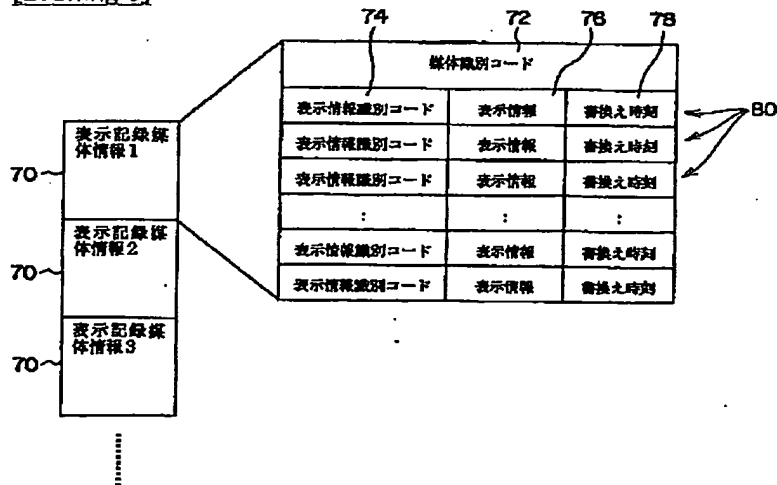 74
72
76
78
媒体識別コード
表示情報識別コード 表示情報 書換え時刻
80
表示情報識別コード 表示情報 書換え時刻
表示情報識別コード 表示情報 書換え時刻
: : :
表示情報識別コード 表示情報 書換え時刻
表示情報識別コード 表示情報 書換え時刻
70
表示記録媒
体情報1
70
表示記録媒
体情報2
70
表示記録媒
体情報3